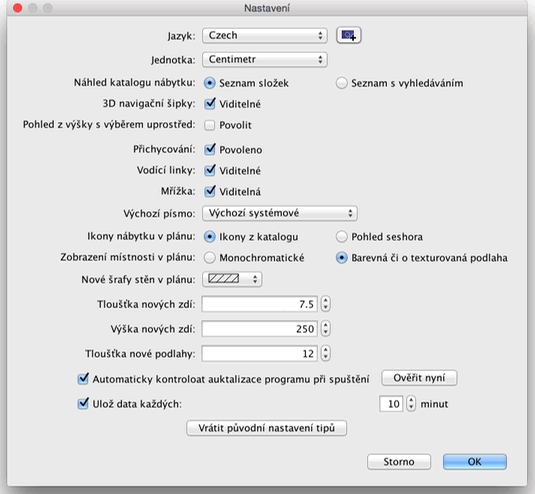 Nastavení
Jazyk: Czech
Jednotka: Centimetr
Náhled katalogu nábytku: Seznam složek Seznam s vyhledáváním
3D navigační šipky: Viditelné
Pohled z výšky s výběrem uprostřed: Povolit
Přichycování: Povoleno
Vodící linky: Viditelné
Mřížka: Viditelná
Výchozí písmo: Výchozí systémové
Ikony nábytku v plánu: Ikony z katalogu Pohled seshora
Zobrazení místnosti v plánu: Monochromatické Barevná či o texturovaná podlaha
Nové šrafy stěn v plánu:
Tloušťka nových zdí: 7.5
Výška nových zdí: 250
Tloušťka nové podlahy: 12
Automaticky kontroloat auktalizace programu při spuštění Ověřit nyní
Ulož data každých: 10 minut
Vrátit původní nastavení tipů
Storno OK